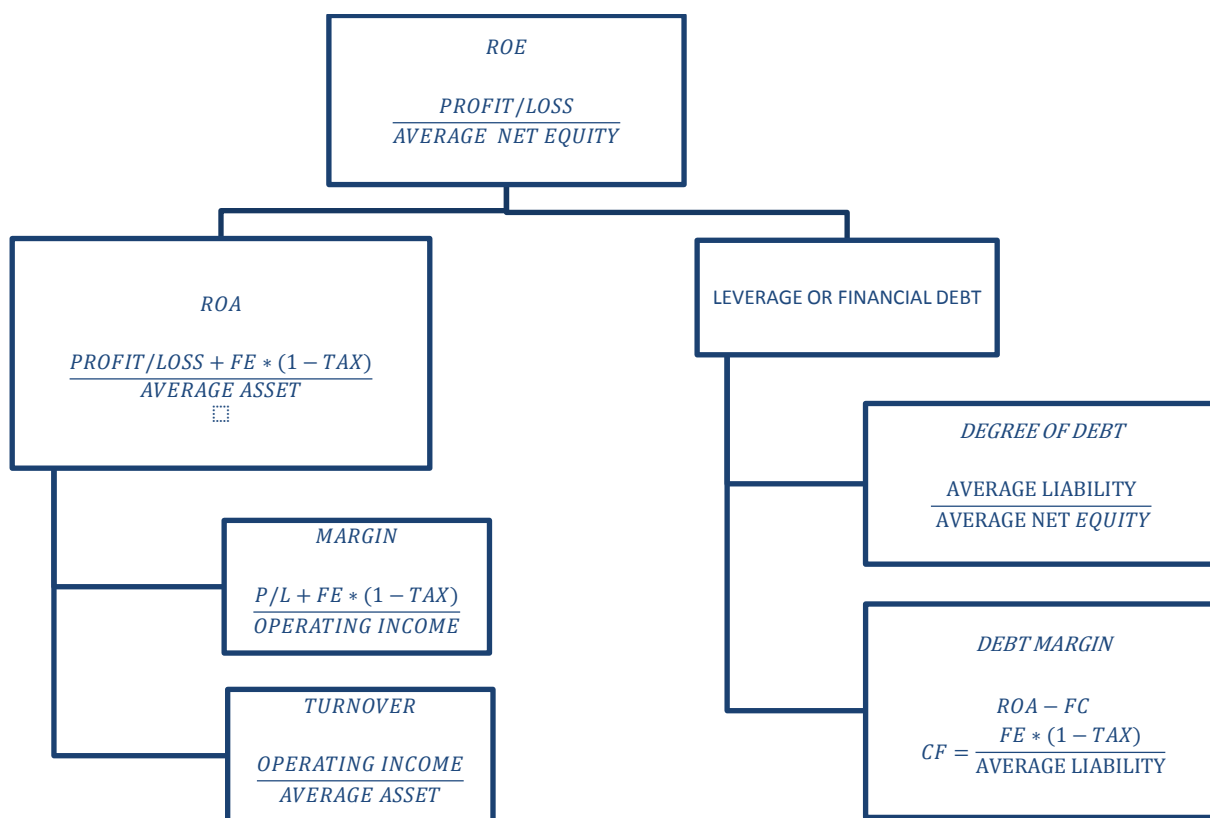 ROE
PROFIT/LOSS
AVERAGE NET EQUITY
ROA
PROFIT/LOSS + FE * (1 − TAX)
AVERAGE ASSET
MARGIN
P/L + FE * (1 − TAX)
OPERATING INCOME
TURNOVER
OPERATING INCOME
AVERAGE ASSET
LEVERAGE OR FINANCIAL DEBT
DEGREE OF DEBT
AVERAGE LIABILITY
AVERAGE NET EQUITY
DEBT MARGIN
ROA − FC
CF = FE * (1 − TAX)
AVERAGE LIABILITY